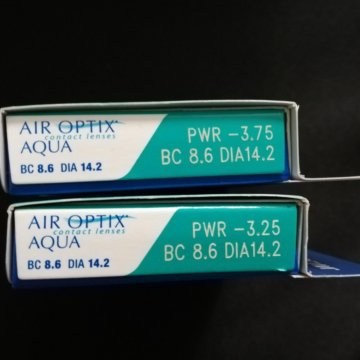 AIR OPTIX®
contact lenses
AQUA
BC 8.6 DIA 14.2
PWR -3.75
BC 8.6 DIA14.2
AIR OPTIX®
contact lenses
AQUA
BC 8.6 DIA 14.2
PWR -3.25
BC 8.6 DIA14.2